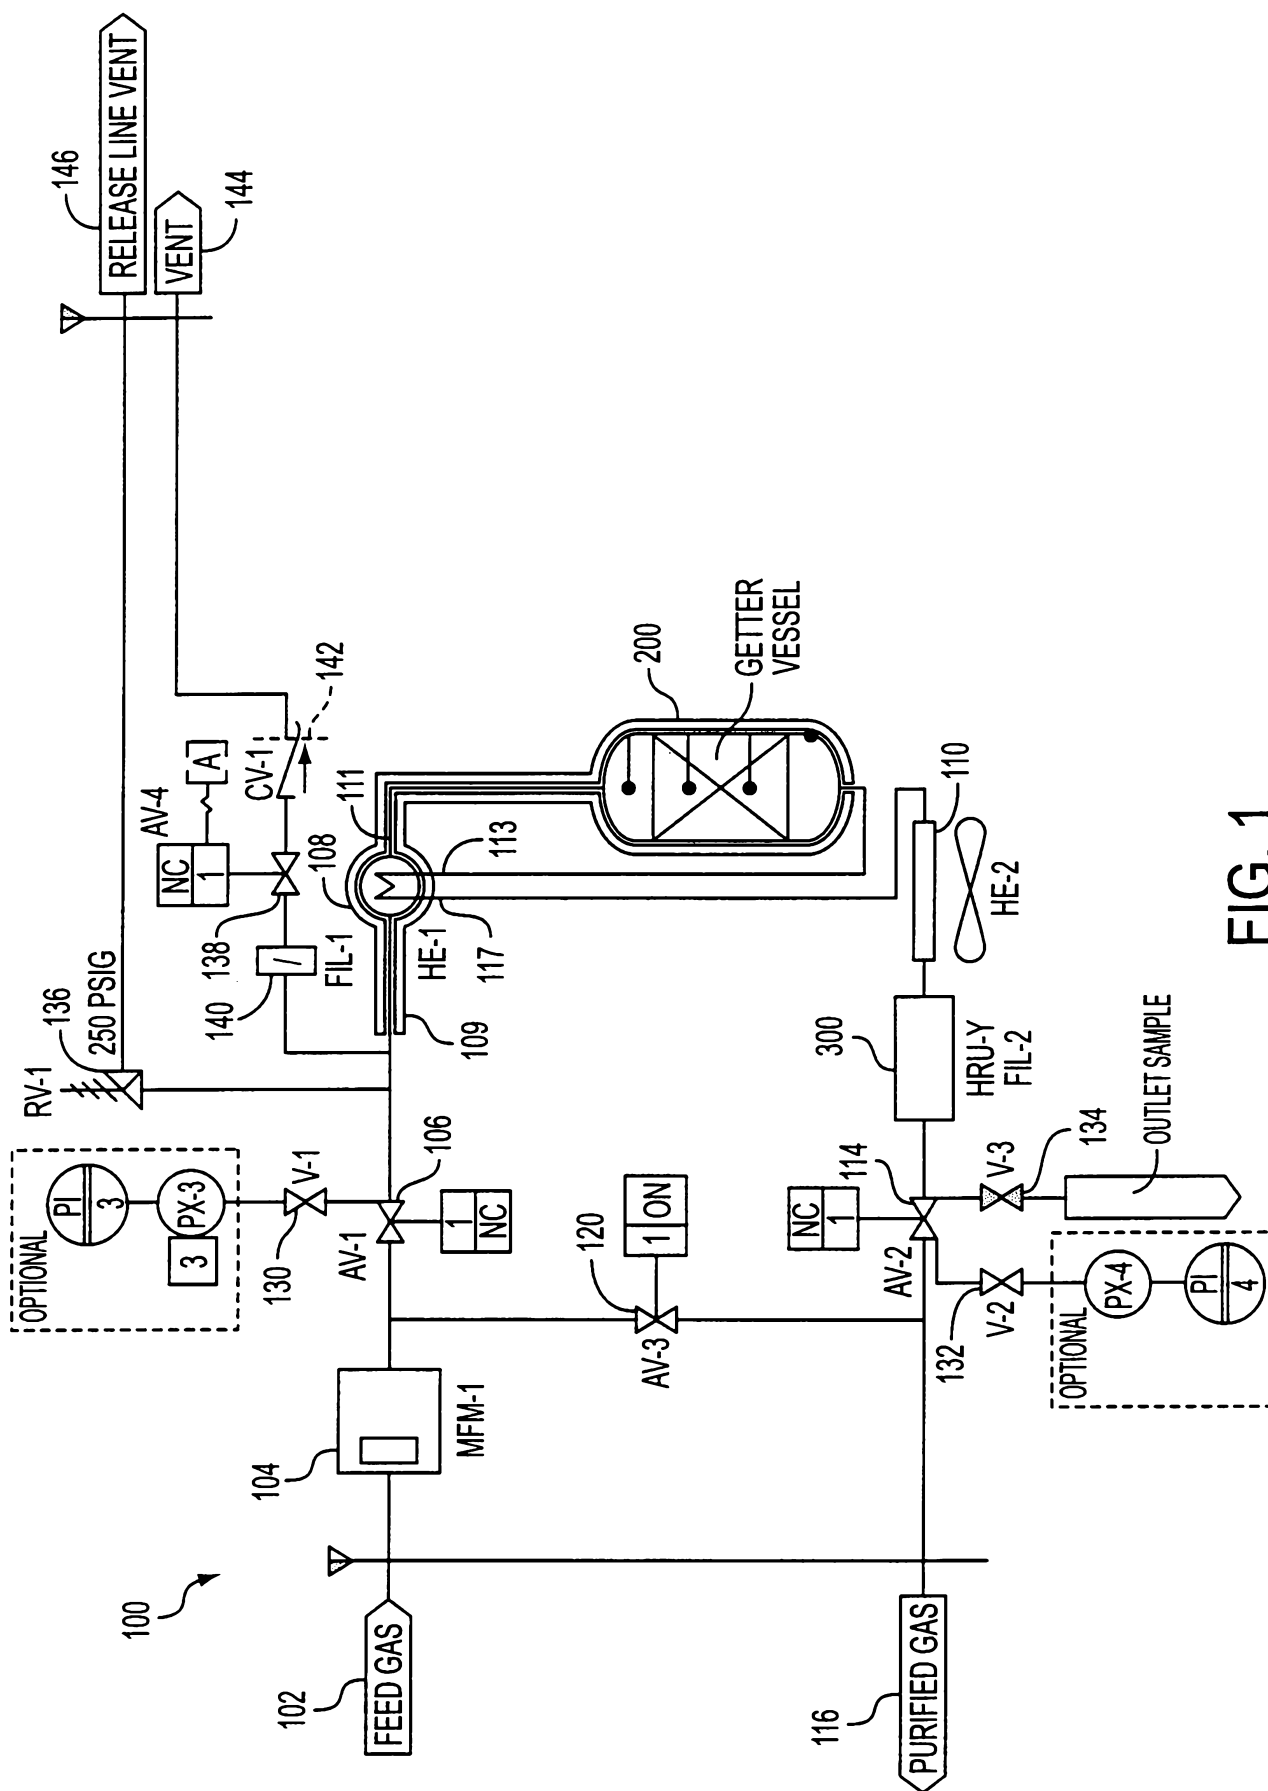 146
RELEASE LINE VENT
VENT
144
RV-1
136
250 PSIG
AV-4
NC
1
[A]
CV-1
142
138
140
FIL-1
OPTIONAL
PI
3
PX-3
3
V-1
130
106
AV-1
1
NC
108
111
109
HE-1
113
117
200
GETTER
VESSEL
110
HE-2
300
HRU-Y
FIL-2
100
102
FEED GAS
104
MFM-1
120
AV-3
1
ON
NC
1
114
AV-2
V-3
134
OUTLET SAMPLE
132
V-2
OPTIONAL
PX-4
PI
4
116
PURIFIED GAS
FIG. 1